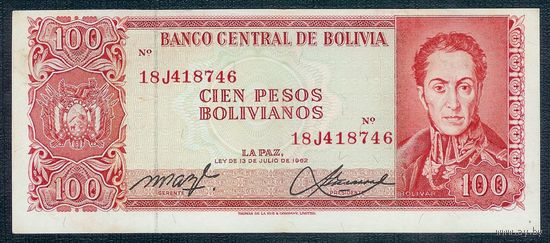 100
BANCO CENTRAL DE BOLIVIA
Nº
18J418746
CIEN PESOS
BOLIVIANOS
Nº
18J418746
LA PAZ,
LEY DE 13 DE JULIO DE 1962
GERENTE
PRESIDENTE
BOLIVAR
100
100
THOMAS DE LA RUE & COMPANY, LIMITED.